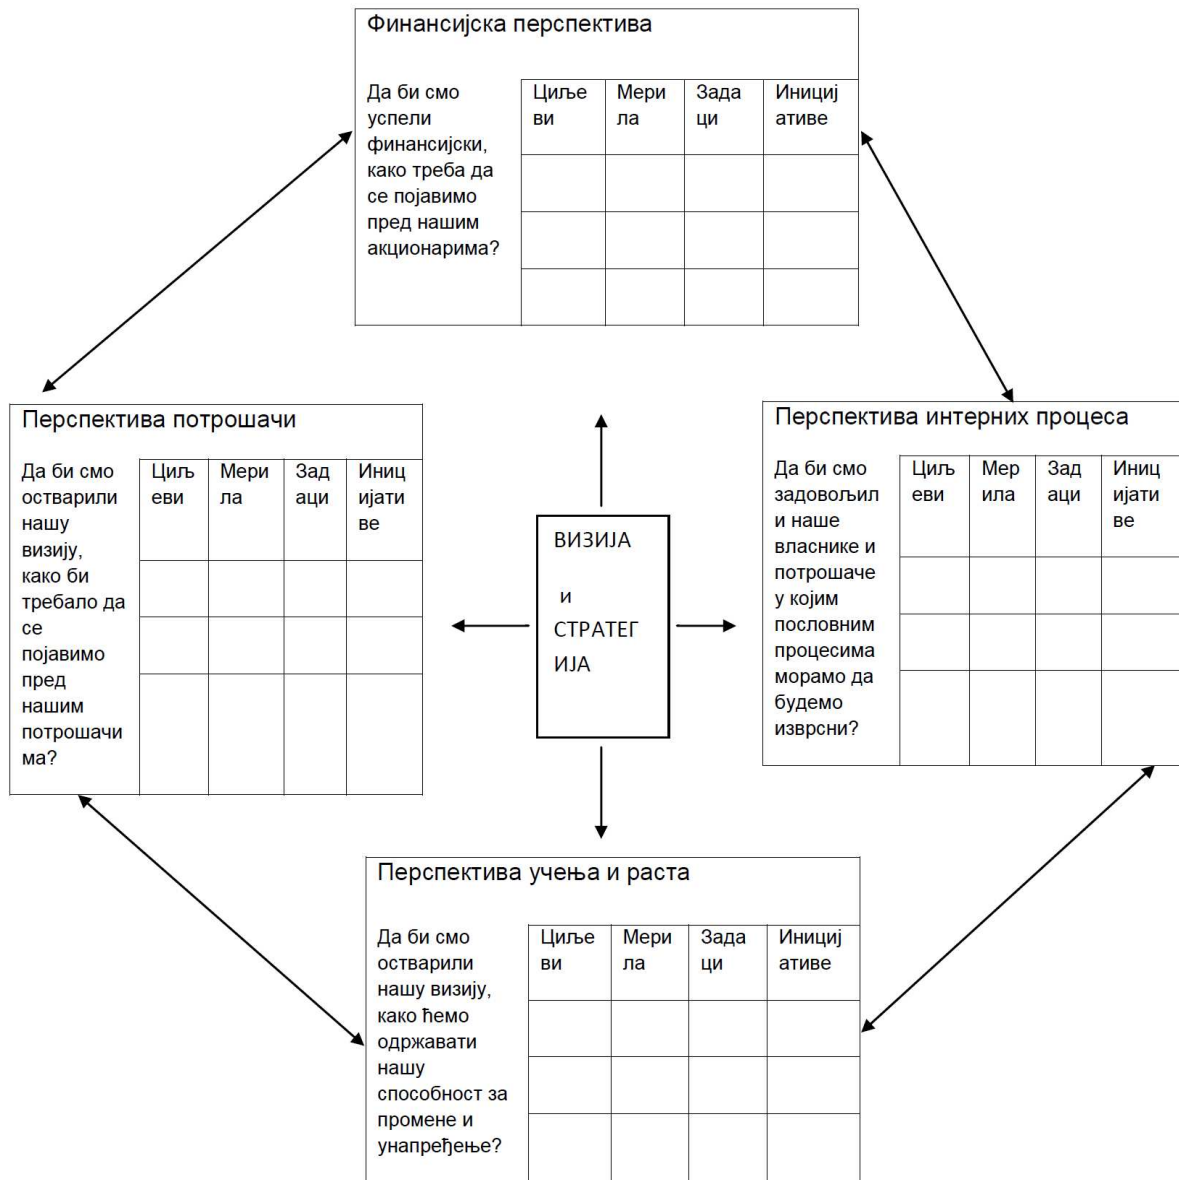 Финансијска перспектива
Да би смо
успели
финансијски,
како треба да
се појавимо
пред нашим
акционарима?
Циље
ви
Мери
ла
Зада
ци
Иницијј
ативе
Перспектива потрошачи
Да би смо
остварили
нашу
визију,
како би
требало да
се
појавимо
пред
нашим
потрошачи
ма?
Циљ
еви
Мери
ла
Зад
аци
Иниц
ијати
ве
ВИЗИЈА
и
СТРАТЕГ
ИЈА
Перспектива интерних процеса
Да би смо
задовољил
и наше
власнике и
потрошаче
у којим
пословним
процесима
морамо да
будемо
изврсни?
Циљ
еви
Мер
ила
Зад
аци
Иниц
ијати
ве
Перспектива учења и раста
Да би смо
остварили
нашу визију,
како ћемо
одржавати
нашу
способност за
промене и
унапређење?
Циље
ви
Мери
ла
Зада
ци
Иницij
ативе